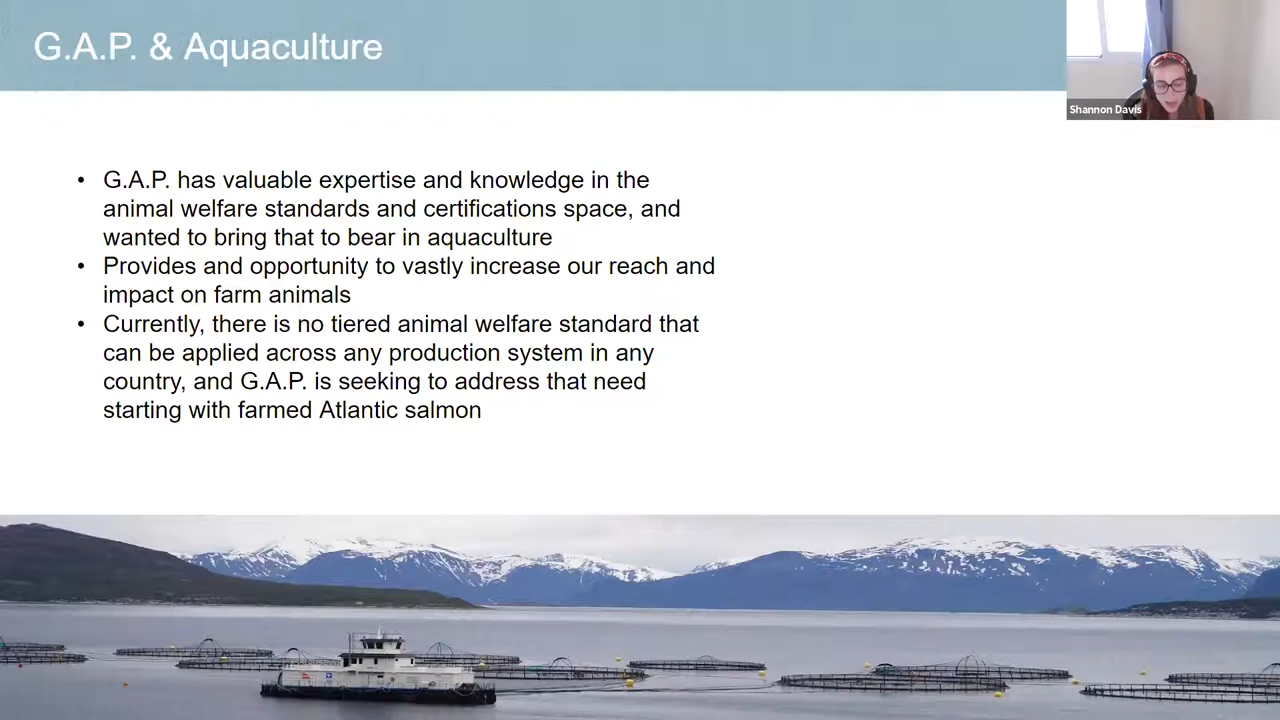 G.A.P. & Aquaculture
Shannon Davis
• G.A.P. has valuable expertise and knowledge in the
animal welfare standards and certifications space, and
wanted to bring that to bear in aquaculture
• Provides and opportunity to vastly increase our reach and
impact on farm animals
• Currently, there is no tiered animal welfare standard that
can be applied across any production system in any
country, and G.A.P. is seeking to address that need
starting with farmed Atlantic salmon